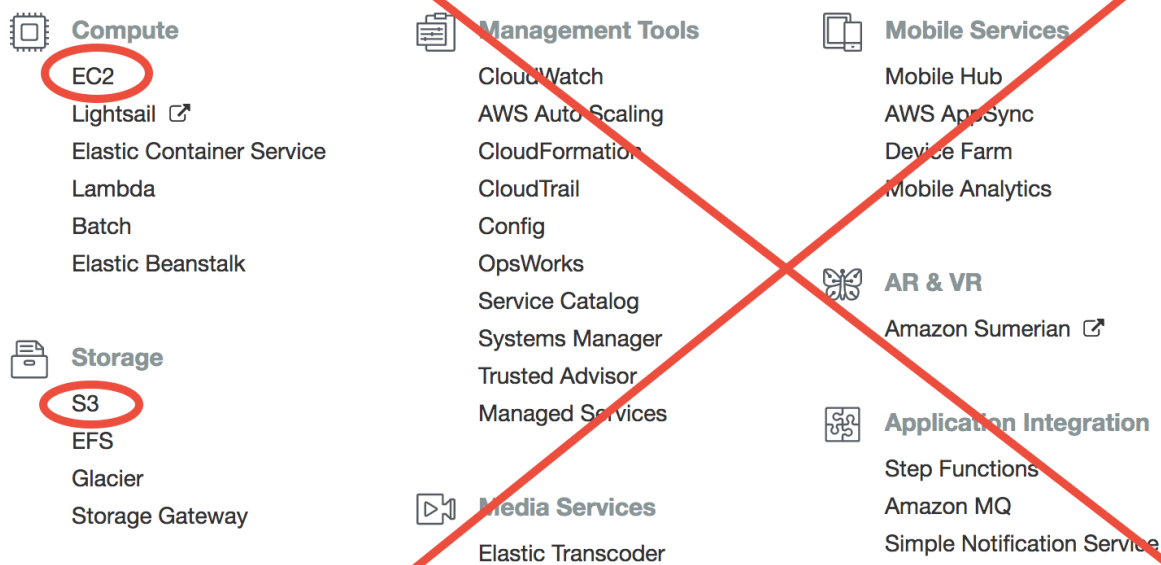 Compute
EC2
Lightsail
Elastic Container Service
Lambda
Batch
Elastic Beanstalk
Storage
S3
EFS
Glacier
Storage Gateway
Management Tools
CloudWatch
AWS Auto Scaling
CloudFormation
CloudTrail
Config
OpsWorks
Service Catalog
Systems Manager
Trusted Advisor
Managed Services
Media Services
Elastic Transcoder
Mobile Services
Mobile Hub
AWS AppSync
Device Farm
Mobile Analytics
AR & VR
Amazon Sumerian
Application Integration
Step Functions
Amazon MQ
Simple Notification Service